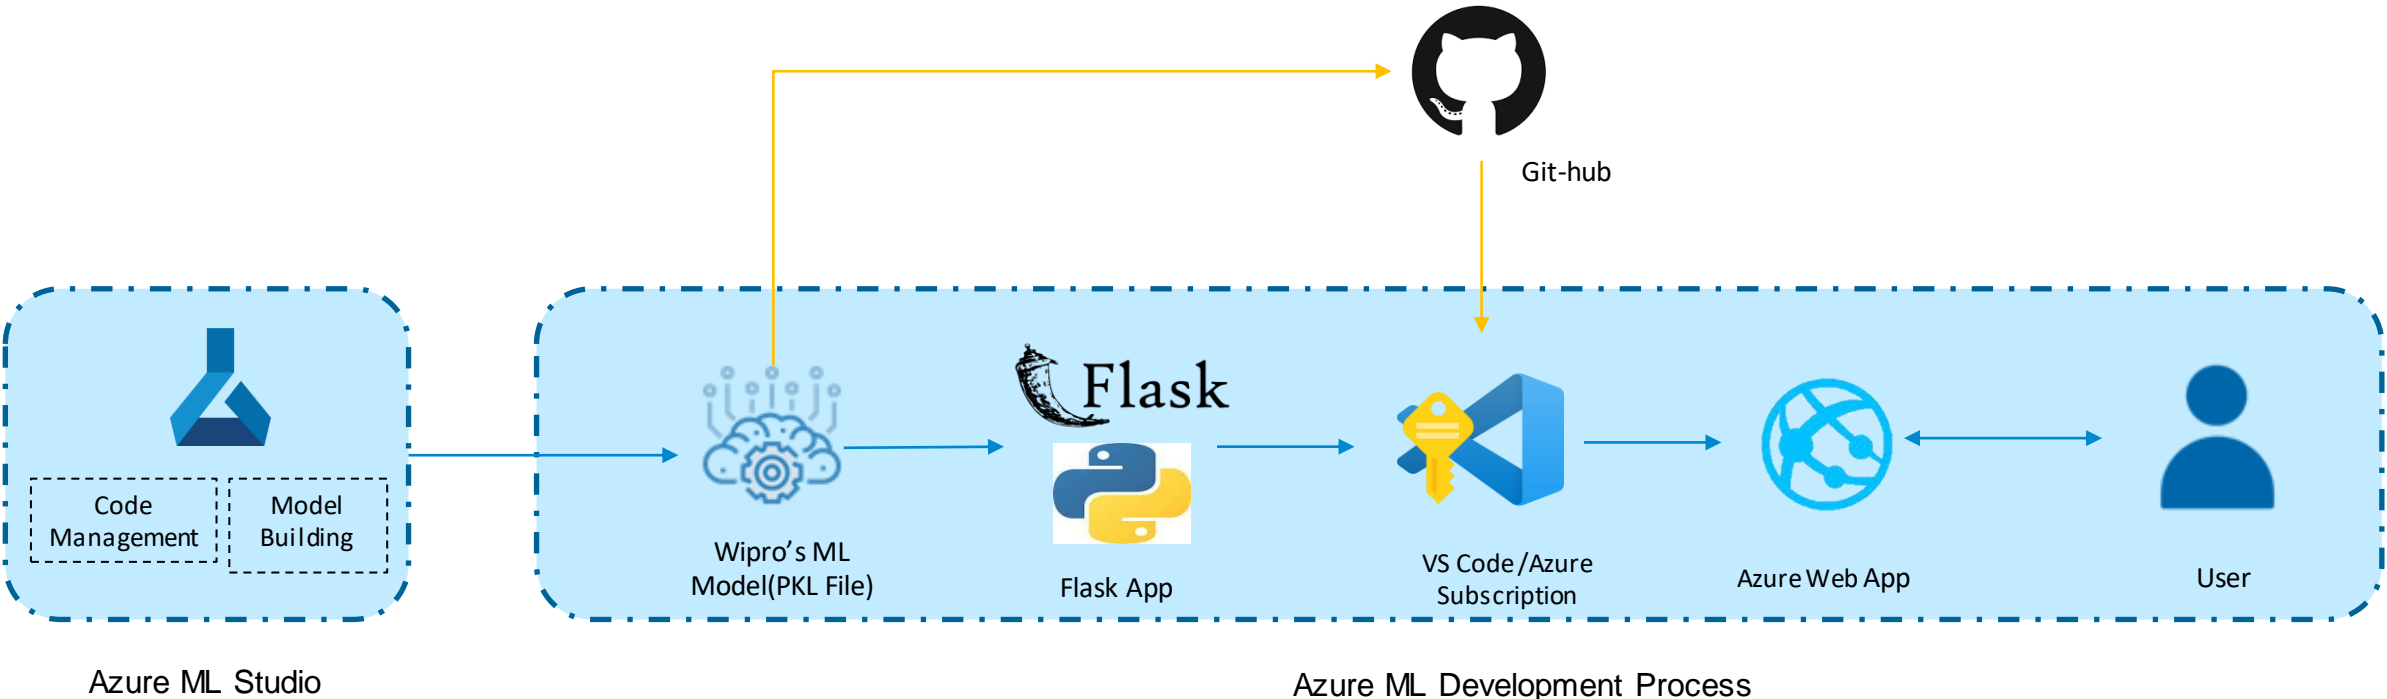 Git-hub
Code
Management
Model
Building
Wipro’s ML
Model(PKL File)
Flask
Flask App
VS Code/Azure
Subscription
Azure Web App
User
Azure ML Studio
Azure ML Development Process